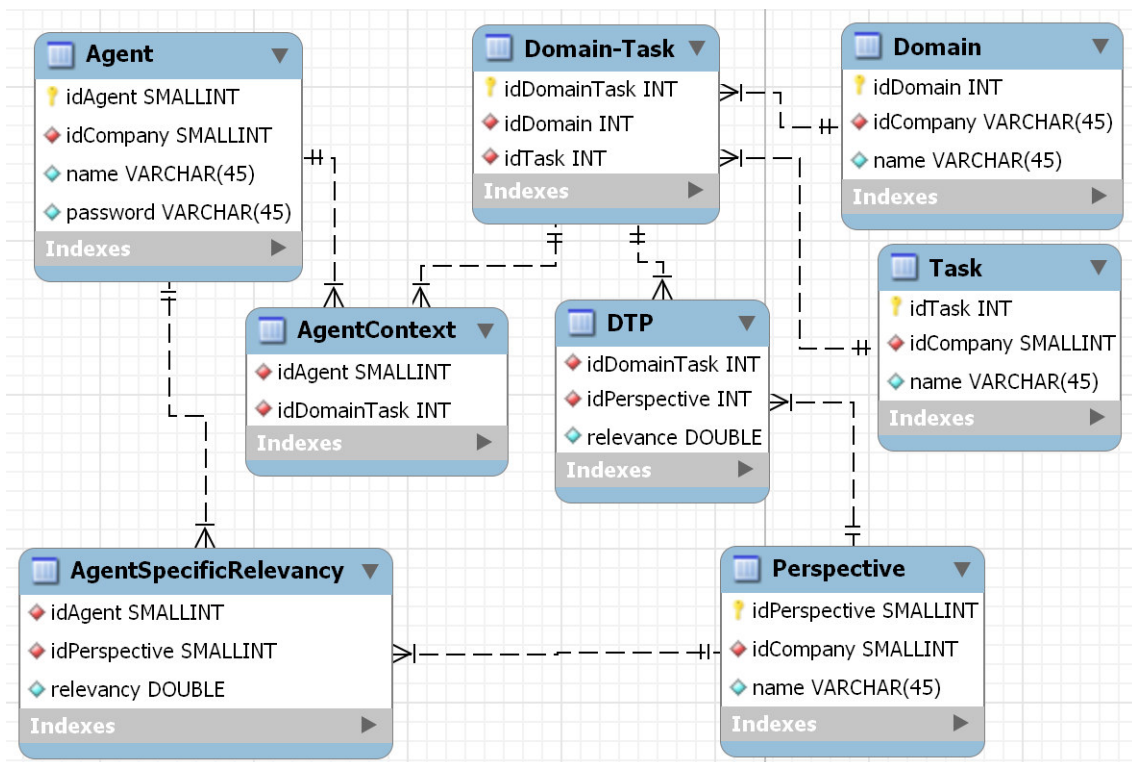 Agent
idAgent SMALLINT
idCompany SMALLINT
name VARCHAR(45)
password VARCHAR(45)
Indexes
Domain-Task
idDomainTask INT
idDomain INT
idTask INT
Indexes
Domain
idDomain INT
idCompany VARCHAR(45)
name VARCHAR(45)
Indexes
Task
idTask INT
idCompany SMALLINT
name VARCHAR(45)
Indexes
AgentContext
idAgent SMALLINT
idDomainTask INT
Indexes
DTP
idDomainTask INT
idPerspective INT
relevance DOUBLE
Indexes
AgentSpecificRelevancy
idAgent SMALLINT
idPerspective SMALLINT
relevancy DOUBLE
Indexes
Perspective
idPerspective SMALLINT
idCompany SMALLINT
name VARCHAR(45)
Indexes